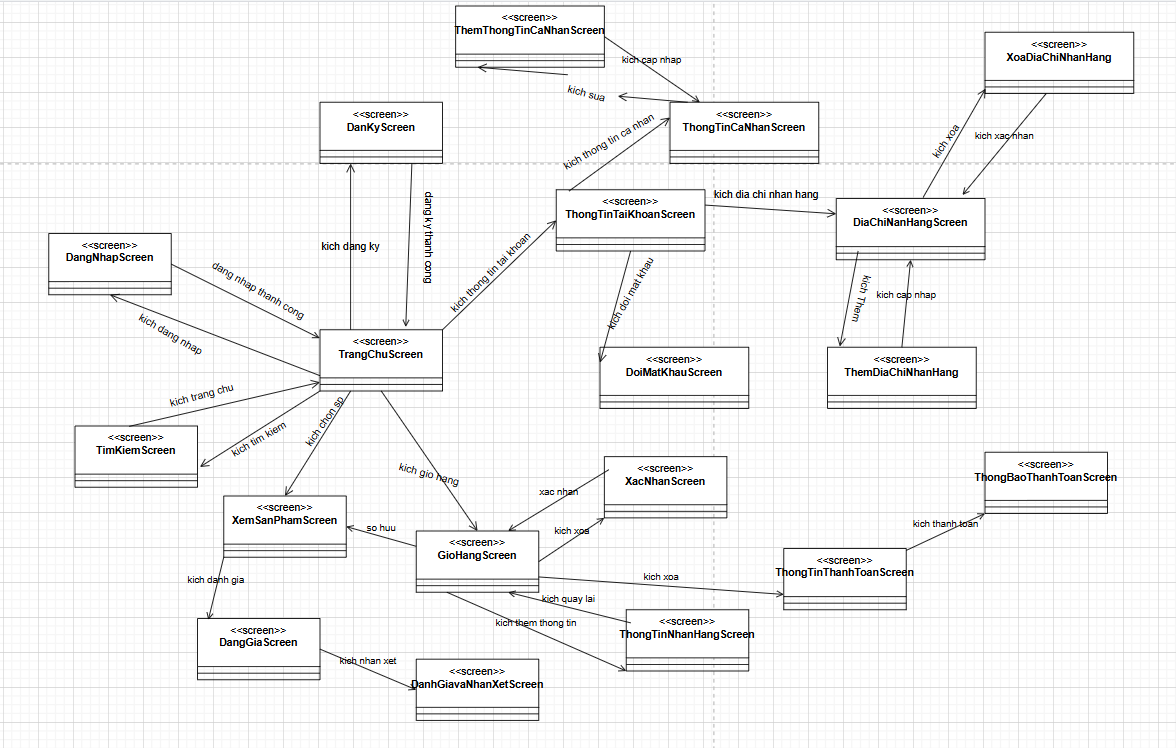 <<screen>>
ThemThongTinCaNhanScreen
kich cap nhap
kich sua
<<screen>>
XoaDiaChiNhanHang
<<screen>>
DanKyScreen
<<screen>>
ThongTinCaNhanScreen
kich thong tin ca nhan
kich xoa
kich xac nhan
<<screen>>
ThongTinTaiKhoanScreen
kich dia chi nhan hang
<<screen>>
DiaChiNanHangScreen
kich dang ky
dang ky thanh cong
kich thong tin tai khoan
<<screen>>
DangNhapScreen
dang nhap thanh cong
kich dang nhap
kich doi mat khau
kich Them
kich cap nhap
<<screen>>
TrangChuScreen
<<screen>>
DoiMatKhauScreen
<<screen>>
ThemDiaChiNhanHang
kich trang chu
kich tim kiem
kich chon sp
kich gio hang
<<screen>>
TimKiemScreen
<<screen>>
XacNhanScreen
<<screen>>
ThongBaoThanhToanScreen
xac nhan
kich xoa
<<screen>>
XemSanPhamScreen
so huu
<<screen>>
GioHangScreen
kich thanh toan
<<screen>>
ThongTinThanhToanScreen
kich xoa
kich danh gia
kich quay lai
kich them thong tin
<<screen>>
ThongTinNhanHangScreen
<<screen>>
DangGiaScreen
kich nhan xet
<<screen>>
DanhGiavaNhanXetScreen